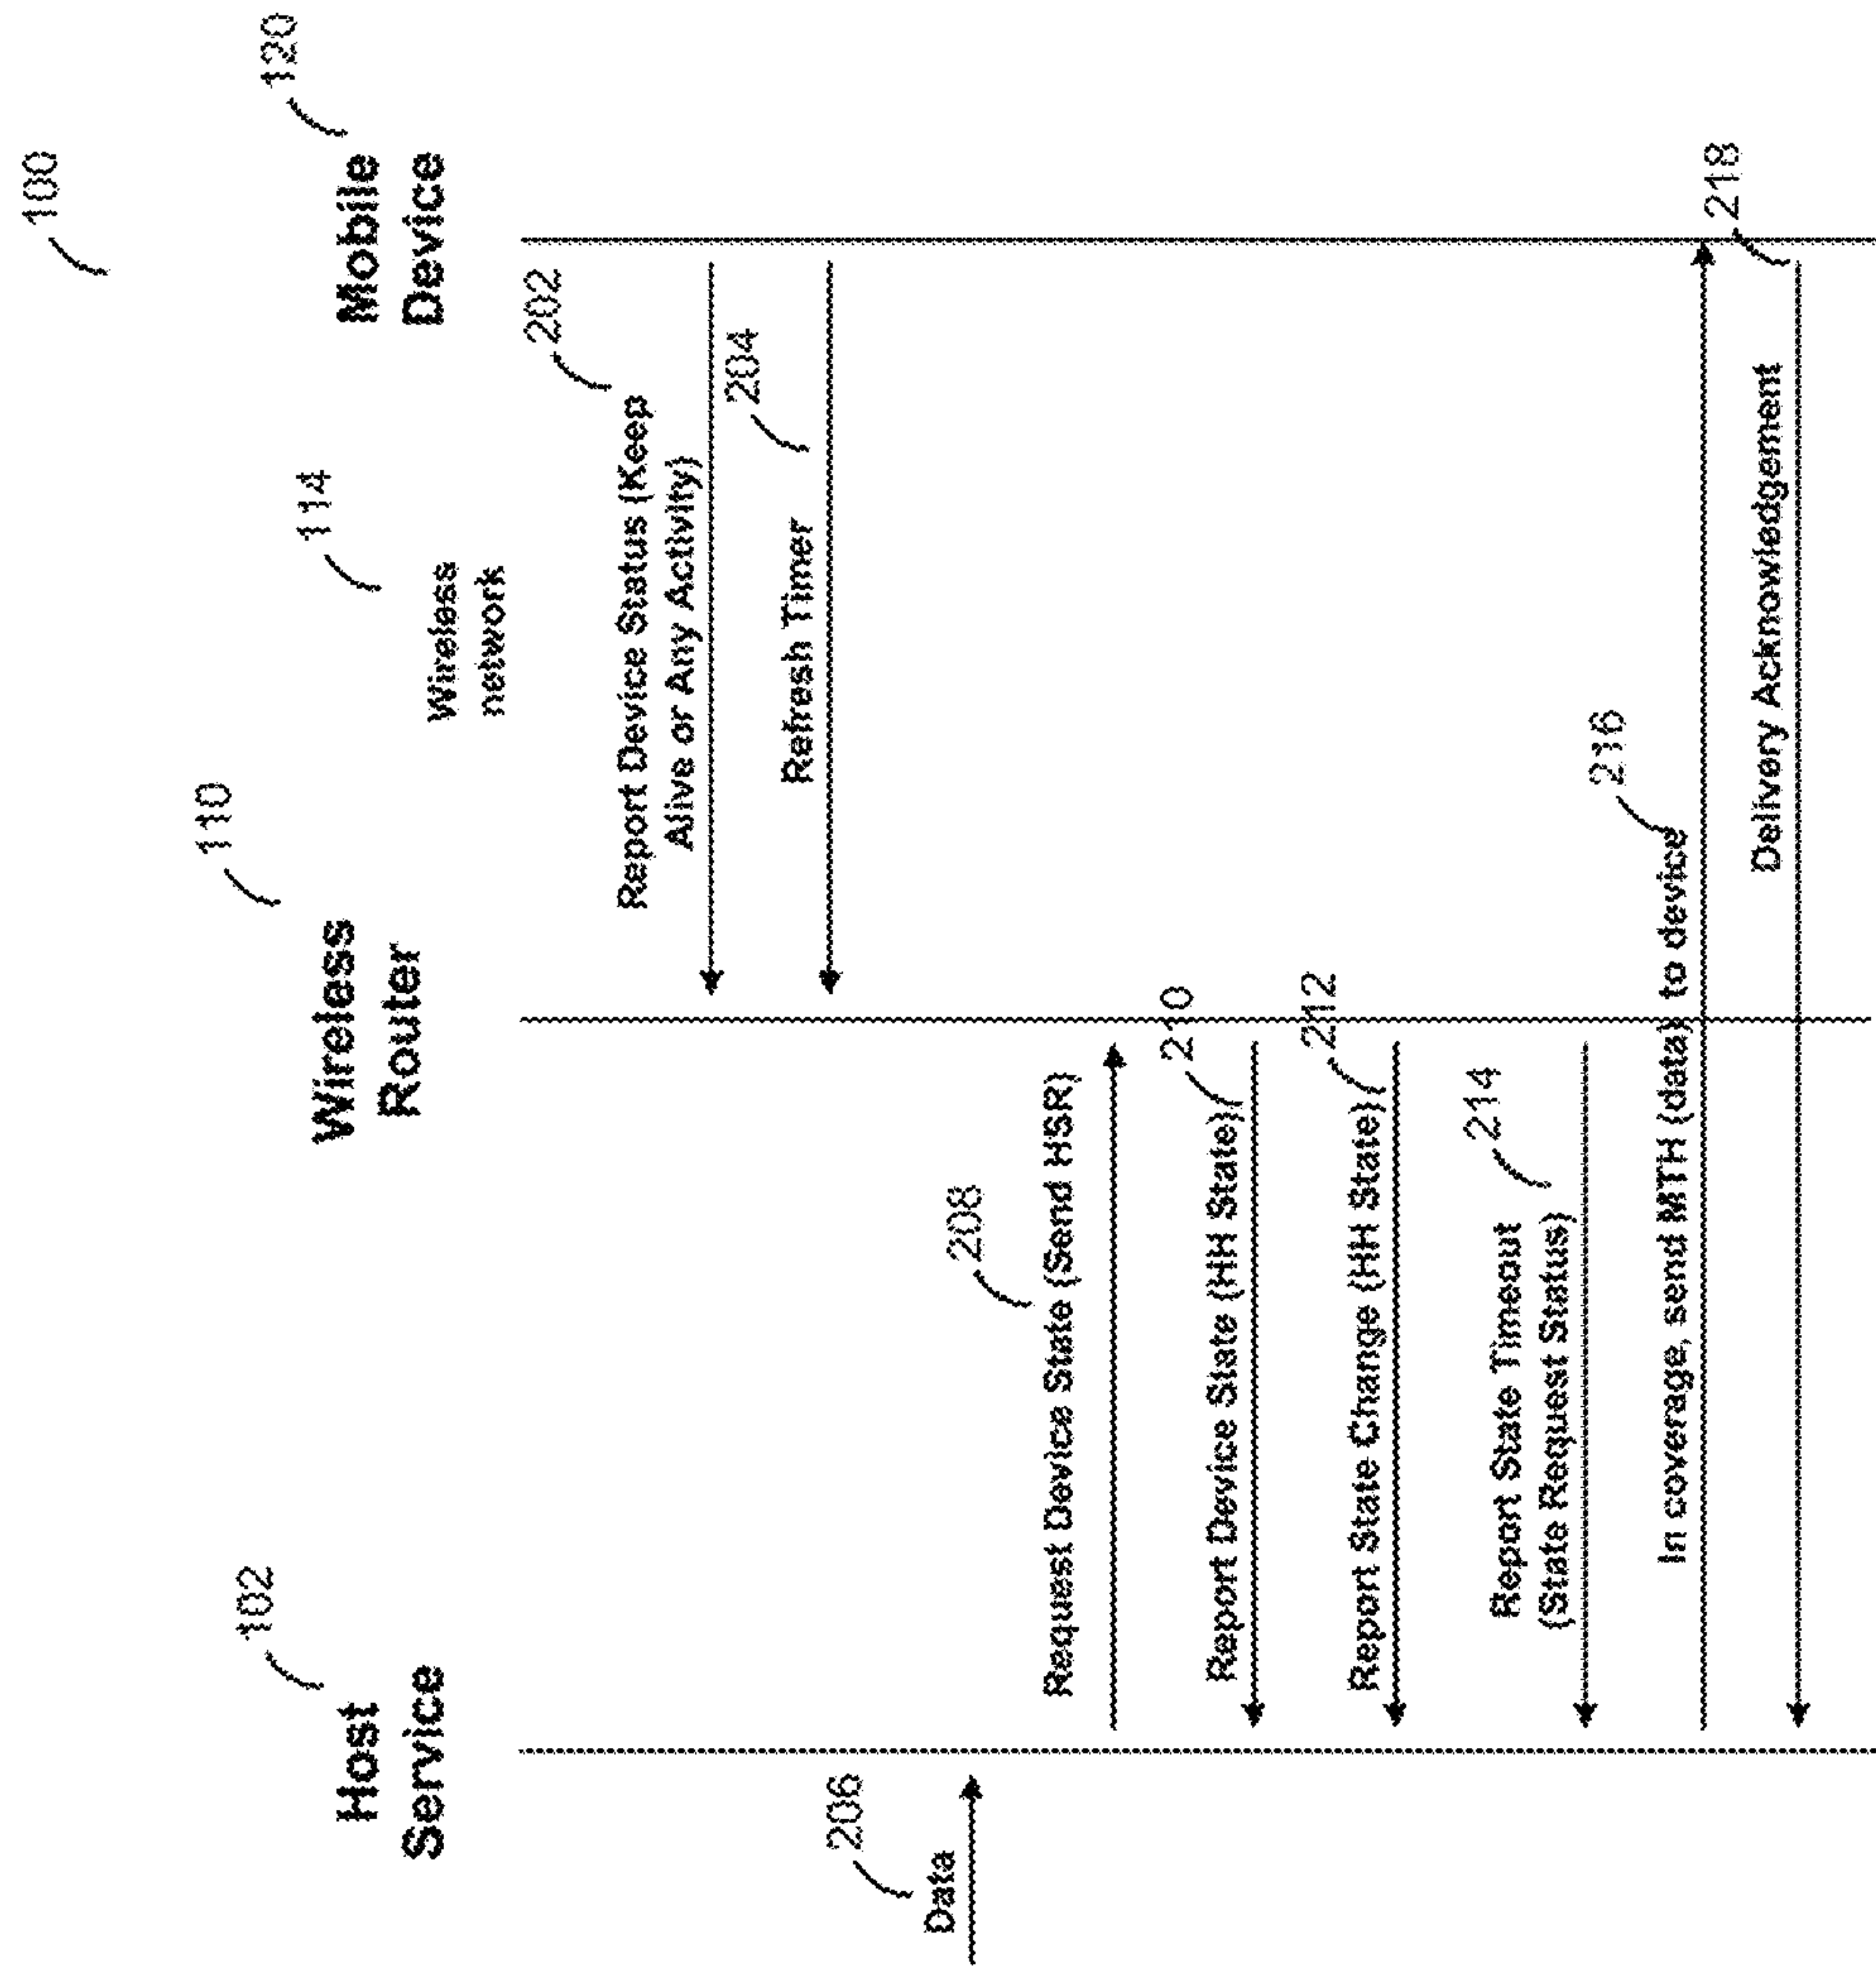 100
Host
Service
102
Wireless
Router
110
Wireless
network
114
Mobile
Device
120
Report Device Status (Keep
Alive or Any Activity)
202
Refresh Timer
204
Data
206
Request Device State (Send HSR)
208
Report Device State (HH State)
210
Report State Change (HH State)
212
Report State Timeout
(State Request Status)
214
In coverage, send MTH (data) to device
216
Delivery Acknowledgement
218